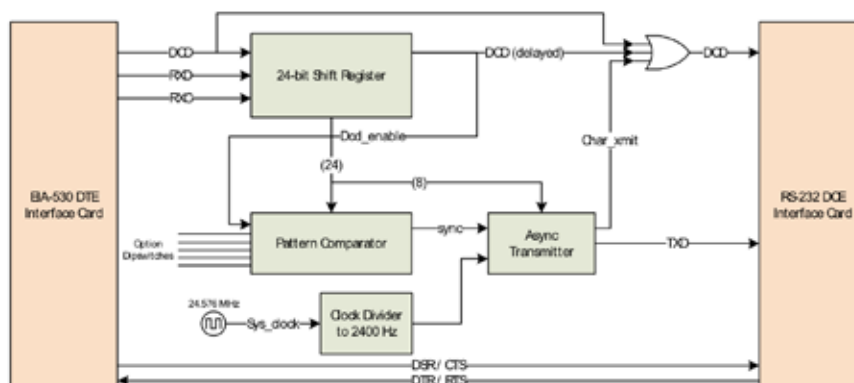 DCD
DCD (delayed)
DCD
RXD
24-bit Shift Register
RXD
Dcd_enable
Char_xmit
(24)
(8)
EIA-530 DTE
Interface Card
RS-232 DCE
Interface Card
Option
Dipswitches
Pattern Comparator
sync
Async
Transmitter
TXD
24.576 MHz
Sys_clock
Clock Divider
to 2400 Hz
DSR / CTS
DTR / RTS